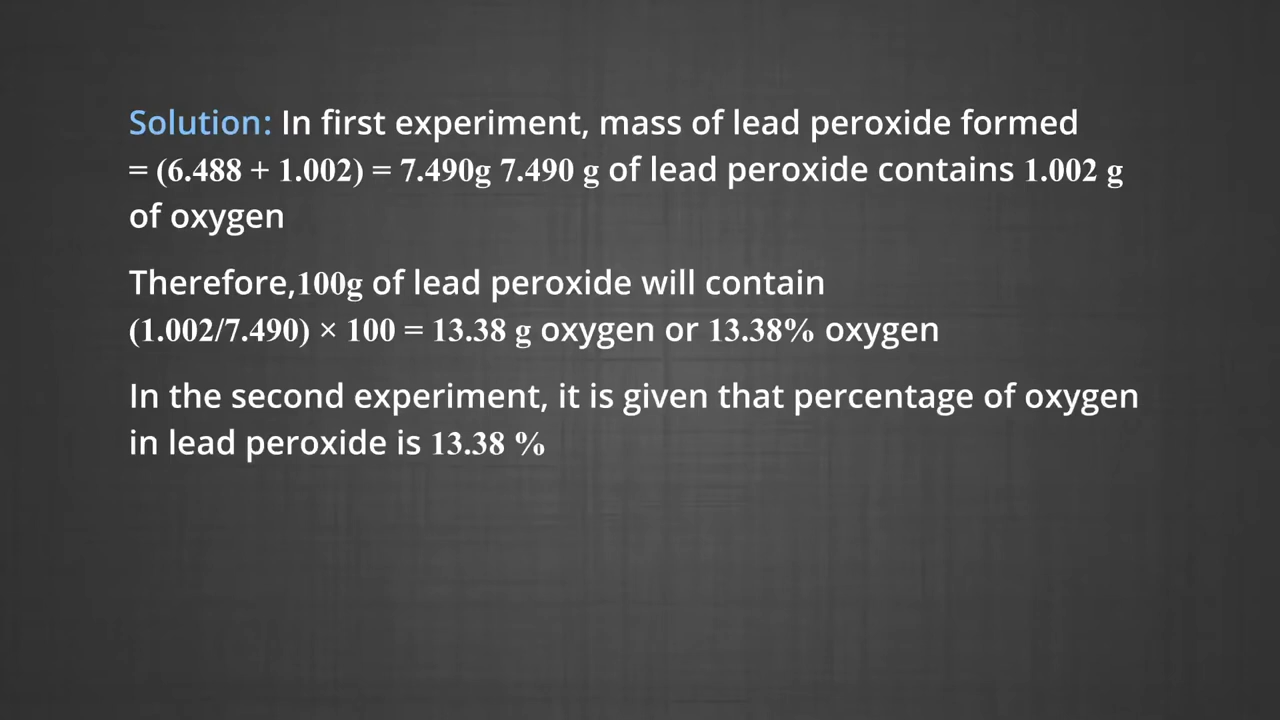 Solution: In first experiment, mass of lead peroxide formed
= (6.488 + 1.002) = 7.490g 7.490 g of lead peroxide contains 1.002 g
of oxygen
Therefore,100g of lead peroxide will contain
(1.002/7.490) × 100 = 13.38 g oxygen or 13.38% oxygen
In the second experiment, it is given that percentage of oxygen
in lead peroxide is 13.38 %